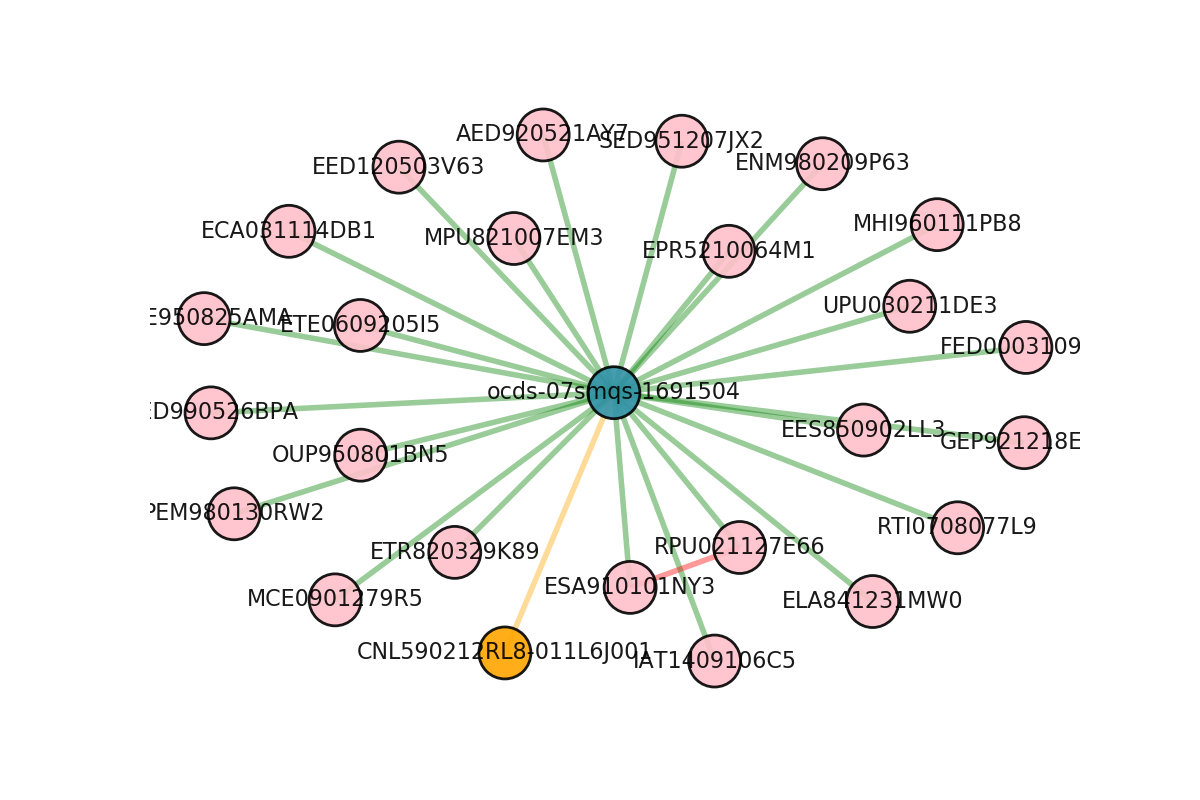 AED920521AY7
SED951207JX2
EED120503V63
ENM980209P63
ECA031114DB1
MPU821007EM3
MHI960111PB8
EPR5210064M1
UPU030211DE3
E950825AMA
ETE0609205I5
FED0003109
ocds-07smqs-1691504
D990526BPA
EES850902LL3
GEP921218E
OUP950801BN5
PEM980130RW2
RTI0708077L9
ETR820329K89
RPU021127E66
ESA910101NY3
MCE0901279R5
ELA841231MW0
CNL590212RL8-011L6J001
IAT1409106C5